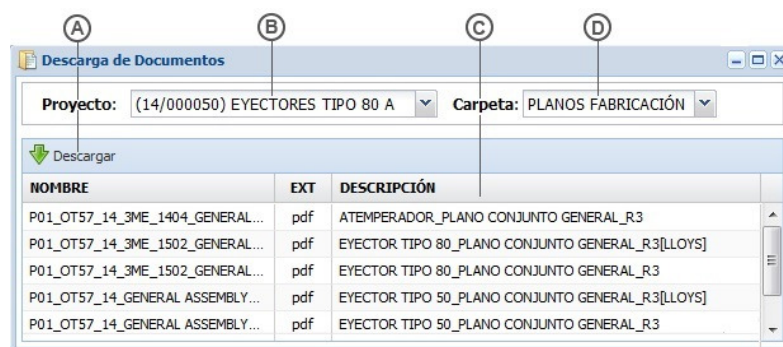 A B C D
Descarga de Documentos
Proyecto: (14/000050) EYECTORES TIPO 80 A Carpeta: PLANOS FABRICACIÓN
Descargar
NOMBRE EXT DESCRIPCIÓN
P01_OT57_14_3ME_1404_GENERAL... pdf ATEMPERADOR_PLANO CONJUNTO GENERAL_R3
P01_OT57_14_3ME_1502_GENERAL... pdf EYECTOR TIPO 80_PLANO CONJUNTO GENERAL_R3[LLOYS]
P01_OT57_14_3ME_1502_GENERAL... pdf EYECTOR TIPO 80_PLANO CONJUNTO GENERAL_R3
P01_OT57_14_GENERAL ASSEMBLY... pdf EYECTOR TIPO 50_PLANO CONJUNTO GENERAL_R3[LLOYS]
P01_OT57_14_GENERAL ASSEMBLY... pdf EYECTOR TIPO 50_PLANO CONJUNTO GENERAL_R3